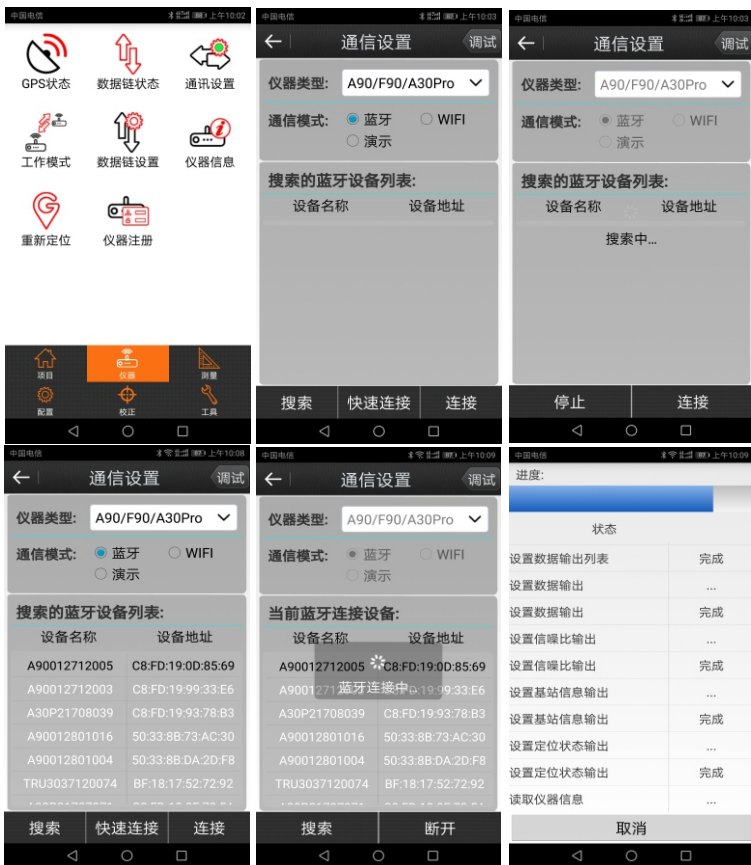 中国电信
上午10:02
GPS状态
数据链状态
通讯设置
工作模式
数据链设置
仪器信息
重新定位
仪器注册
项目
仪器
测量
配置
校正
工具
中国电信
上午10:03
通信设置
调试
仪器类型:
A90/F90/A30Pro
通信模式:
蓝牙
WIFI
演示
搜索的蓝牙设备列表:
设备名称
设备地址
搜索
快速连接
连接
中国电信
上午10:03
通信设置
调试
仪器类型:
A90/F90/A30Pro
通信模式:
蓝牙
WIFI
演示
搜索的蓝牙设备列表:
设备名称
设备地址
搜索中...
停止
连接
中国电信
上午10:08
通信设置
调试
仪器类型:
A90/F90/A30Pro
通信模式:
蓝牙
WIFI
演示
搜索的蓝牙设备列表:
设备名称
设备地址
A90012712005 C8:FD:19:0D:85:69
A90012712003 C8:FD:19:99:33:E6
A30P21708039 C8:FD:19:93:78:B3
A90012801016 50:33:8B:73:AC:30
A90012801004 50:33:8B:DA:2D:F8
TRU3037120074 BF:18:17:52:72:92
搜索
快速连接
连接
中国电信
上午10:09
通信设置
调试
仪器类型:
A90/F90/A30Pro
通信模式:
蓝牙
WIFI
演示
当前蓝牙连接设备:
设备名称
设备地址
A90012712005 C8:FD:19:0D:85:69
蓝牙连接中...
A30P21708039 C8:FD:19:93:78:B3
A90012801016 50:33:8B:73:AC:30
A90012801004 50:33:8B:DA:2D:F8
TRU3037120074 BF:18:17:52:72:92
搜索
断开
中国电信
上午10:09
进度:
状态
设置数据输出列表 完成
设置数据输出 ...
设置数据输出 完成
设置信噪比输出 ...
设置信噪比输出 完成
设置基站信息输出 ...
设置基站信息输出 完成
设置定位状态输出 ...
设置定位状态输出 完成
读取仪器信息 ...
取消